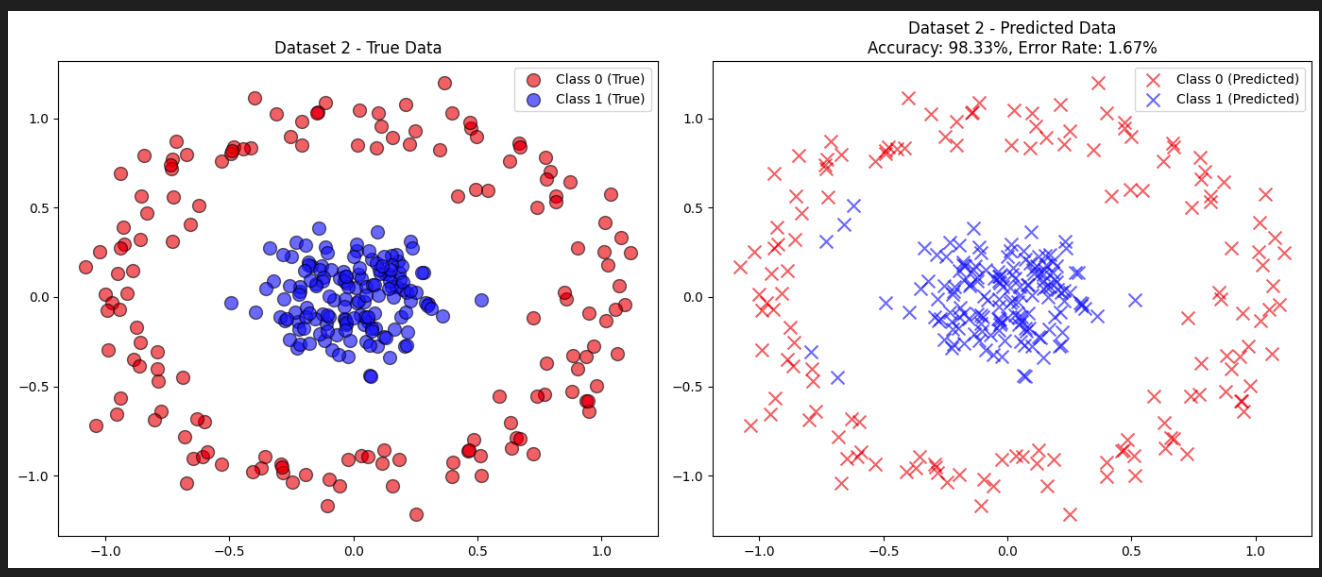 Dataset 2 - True Data
Class 0 (True)
Class 1 (True)
1.0
0.5
0.0
−0.5
−1.0
−1.0
−0.5
0.0
0.5
1.0
Dataset 2 - Predicted Data
Accuracy: 98.33%, Error Rate: 1.67%
Class 0 (Predicted)
Class 1 (Predicted)
1.0
0.5
0.0
−0.5
−1.0
−1.0
−0.5
0.0
0.5
1.0